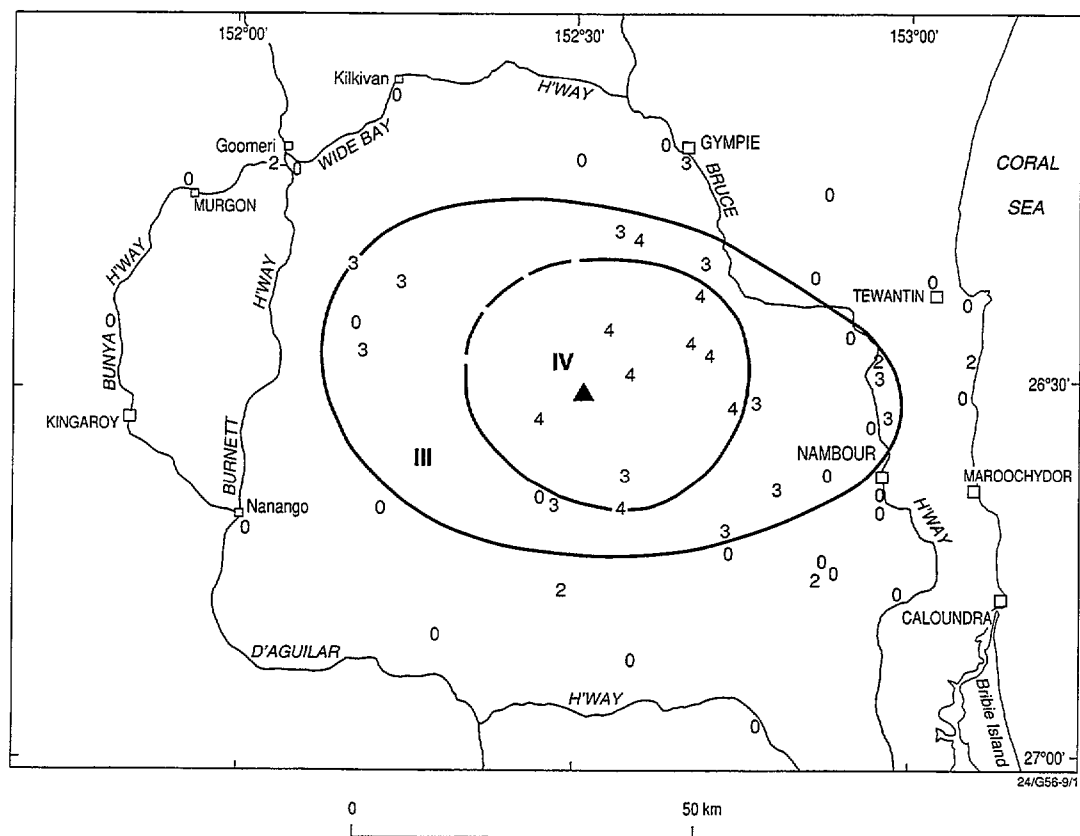 152°00'
152°30'
153°00'
Kilkivan
0
H'WAY
Goomeri
WIDE BAY
2
0
0
GYMPIE
3
0
CORAL
SEA
BRUCE
0
MURGON
0
H'WAY
H'WAY
3
4
3
3
3
0
TEWANTIN
0
0
4
0
BUNYA
0
3
4
4
4
0
IV
4
2
3
2
26°30'
KINGAROY
4
4
3
3
0
0
BURNETT
III
NAMBOUR
3
0
MAROOCHYDOR
3
Nanango
0
0
0
3
4
0
0
H'WAY
3
0
0
0
2
2
0
CALOUNDRA
0
D'AGUILAR
0
H'WAY
0
Bribie Island
27°00'
24/G56-9/1
0
50 km